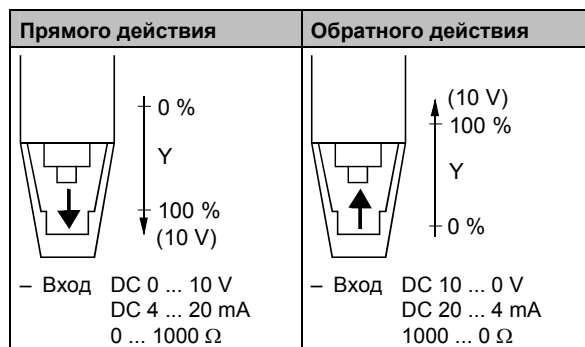 Прямого действия
0 %
Y
100 %
(10 V)
– Вход DC 0 ... 10 V
DC 4 ... 20 mA
0 ... 1000 Ω
Обратного действия
(10 V)
100 %
Y
0 %
– Вход DC 10 ... 0 V
DC 20 ... 4 mA
1000 ... 0 Ω